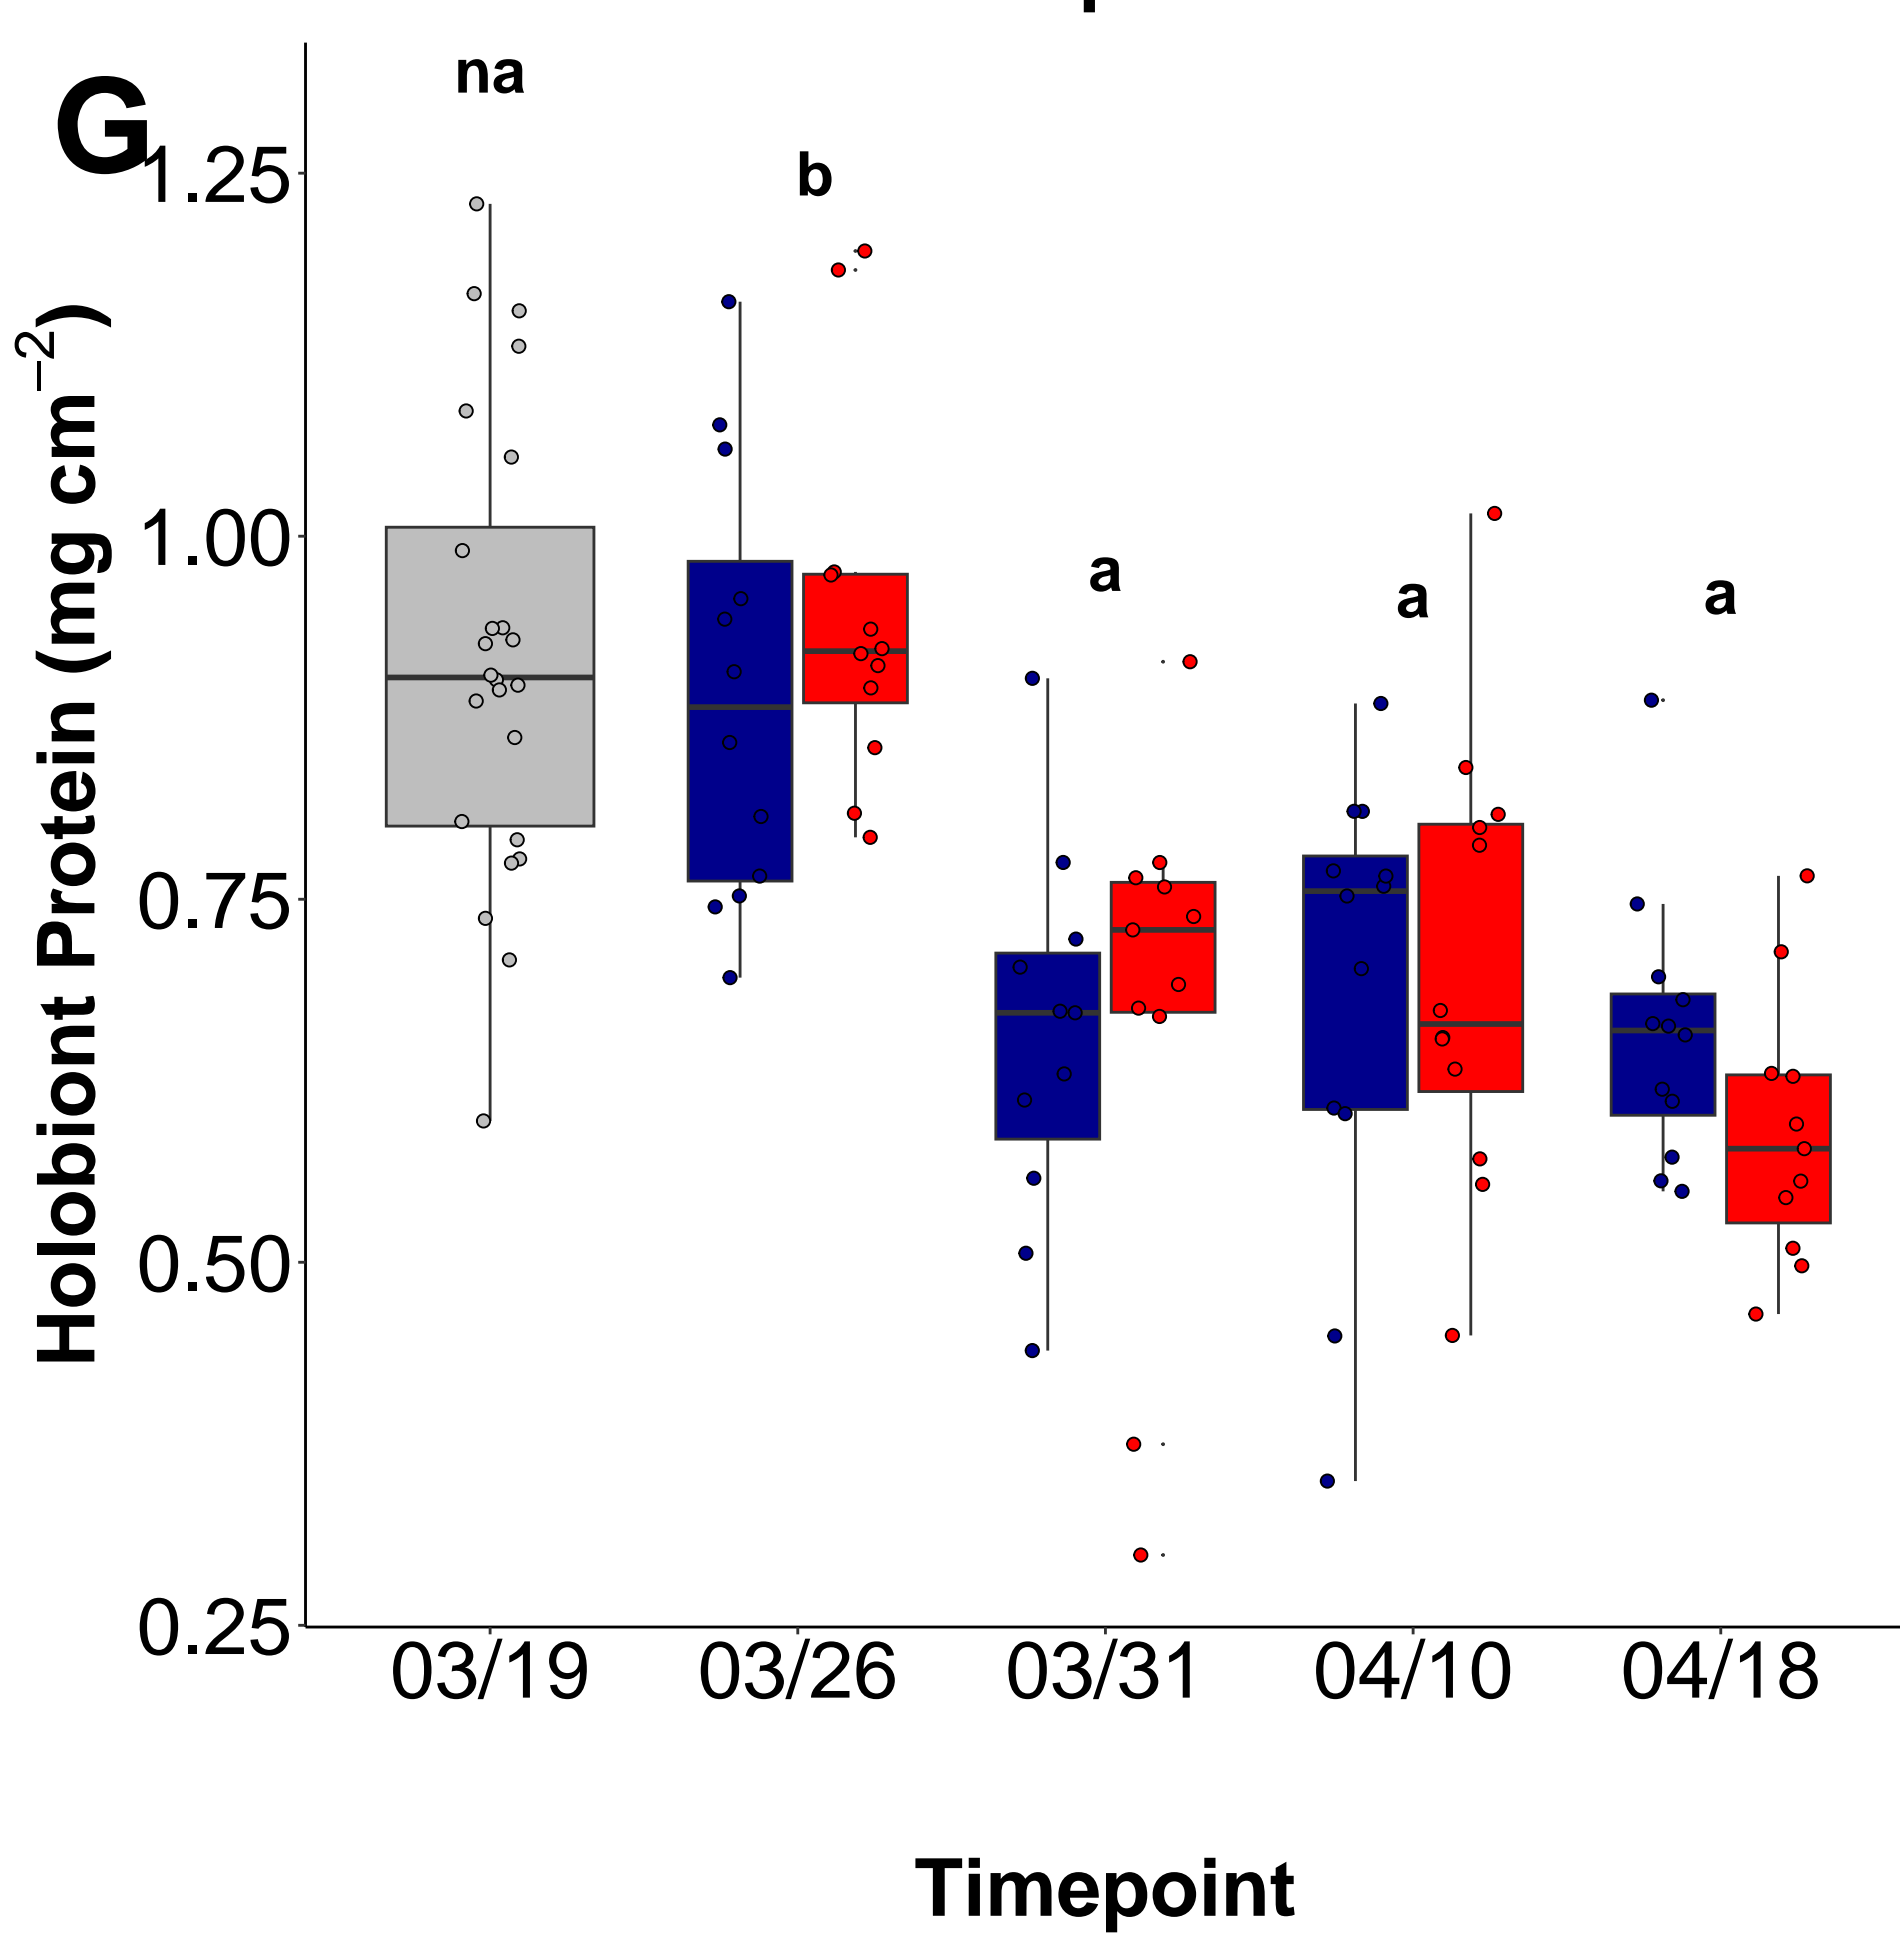 G
na
b
a
a
a
1.25
1.00
0.75
0.50
0.25
Holobiont Protein (mg cm⁻²)
03/19 03/26 03/31 04/10 04/18
Timepoint